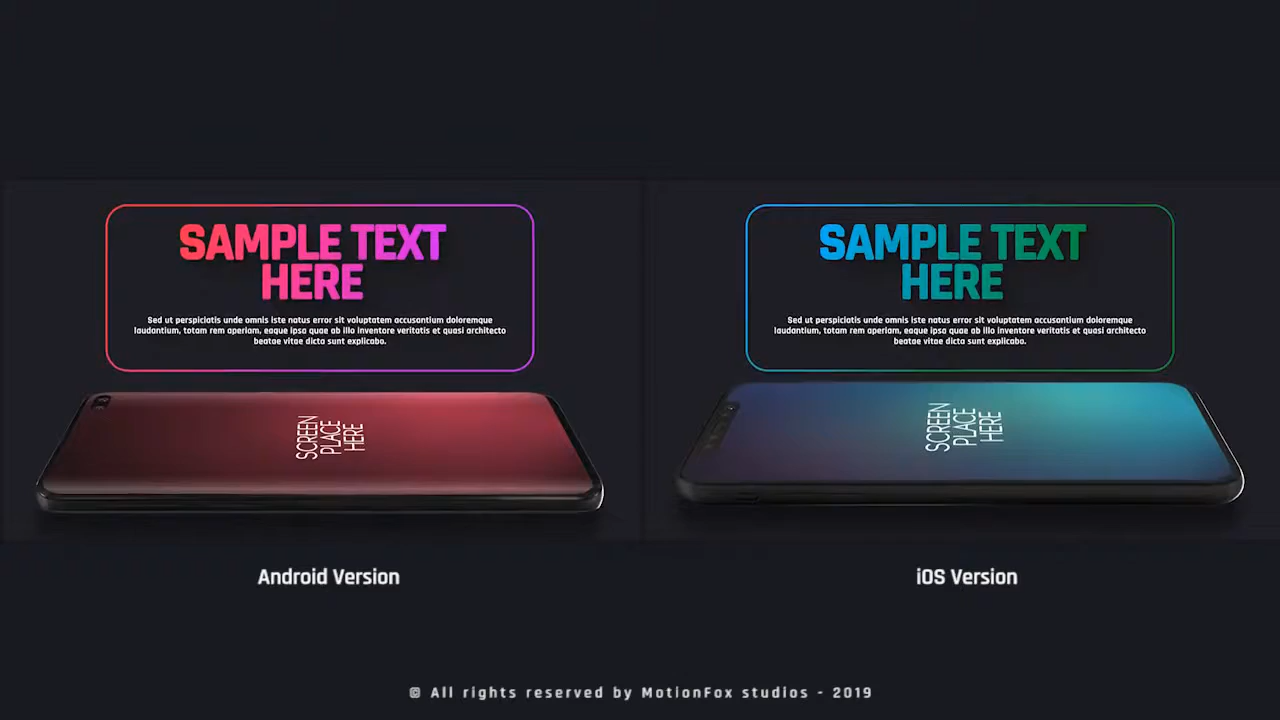 SAMPLE TEXT
HERE
Sed ut perspiciatis unde omnis iste natus error sit voluptatem accusantium doloremque
laudantium, totam rem aperiam, eaque ipsa quae ab illo inventore veritatis et quasi architecto
beatae vitae dicta sunt explicabo.
SCREEN
PLACE
HERE
Android Version
SAMPLE TEXT
HERE
Sed ut perspiciatis unde omnis iste natus error sit voluptatem accusantium doloremque
laudantium, totam rem aperiam, eaque ipsa quae ab illo inventore veritatis et quasi architecto
beatae vitae dicta sunt explicabo.
SCREEN
PLACE
HERE
iOS Version
© All rights reserved by MotionFox studios - 2019